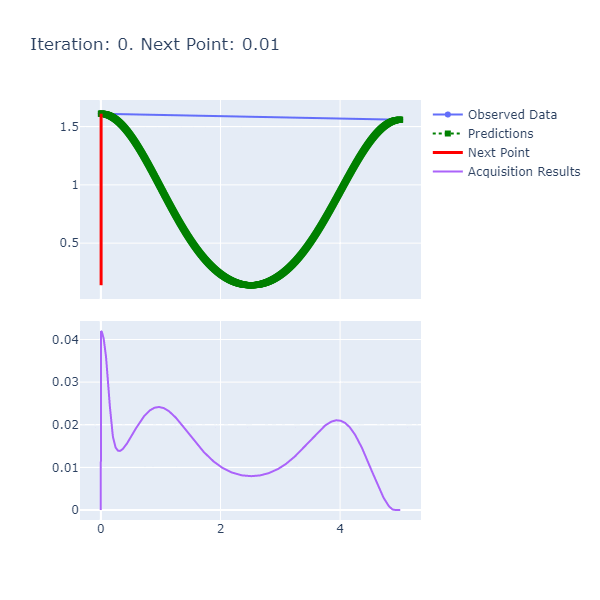 Iteration: 0. Next Point: 0.01
Observed Data
Predictions
Next Point
Acquisition Results
1.5
1
0.5
0.04
0.03
0.02
0.01
0
0 2 4